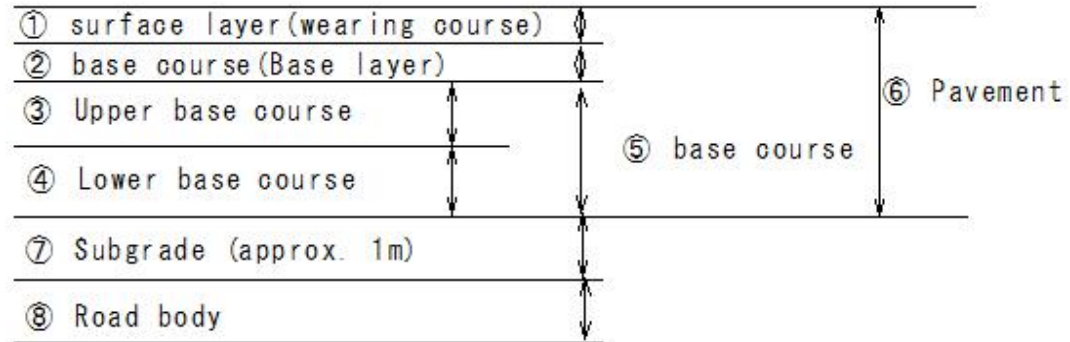 ① surface layer(wearing course)
② base course(Base layer)
③ Upper base course
⑥ Pavement
⑤ base course
④ Lower base course
⑦ Subgrade (approx. 1m)
⑧ Road body